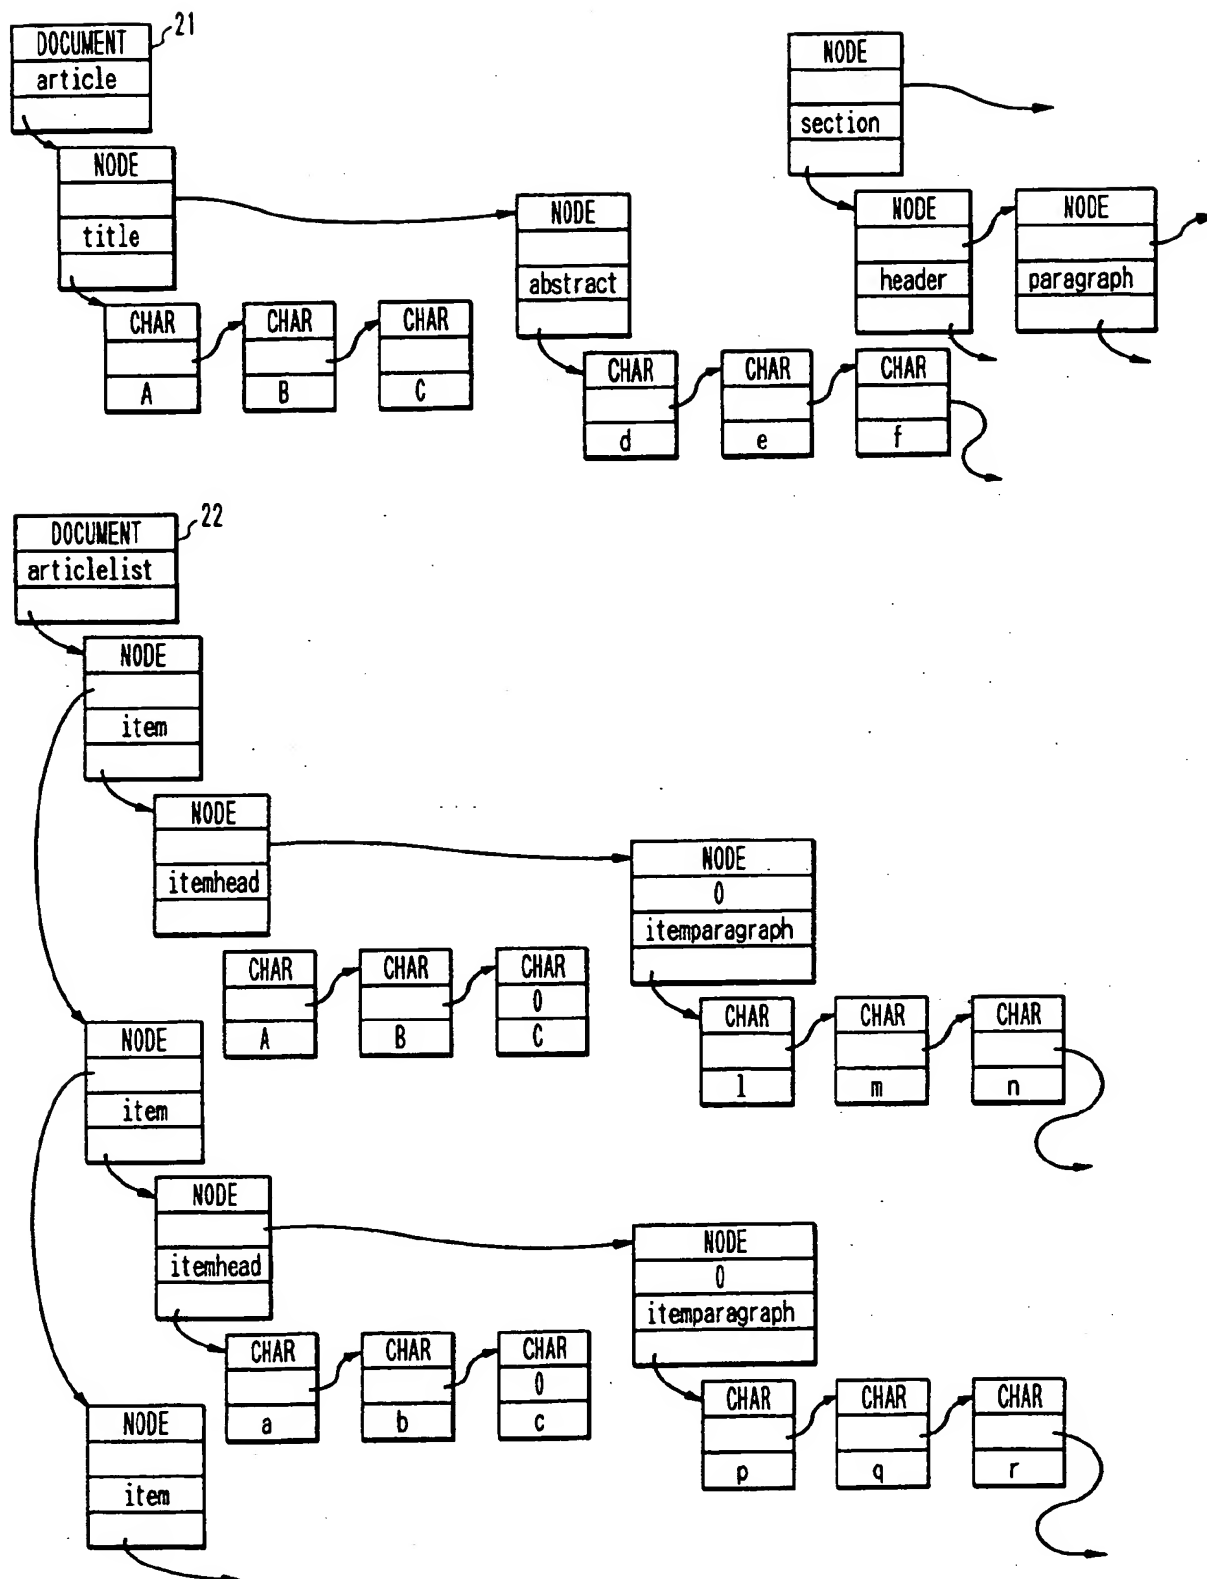 DOCUMENT
article
21
NODE
title
CHAR
A
CHAR
B
CHAR
C
NODE
abstract
CHAR
d
CHAR
e
CHAR
f
NODE
section
NODE
header
NODE
paragraph
DOCUMENT
articlelist
22
NODE
item
NODE
itemhead
CHAR
A
CHAR
B
CHAR
0
C
NODE
0
itemparagraph
CHAR
l
CHAR
m
CHAR
n
NODE
item
NODE
itemhead
CHAR
a
CHAR
b
CHAR
0
c
NODE
0
itemparagraph
CHAR
p
CHAR
q
CHAR
r
NODE
item